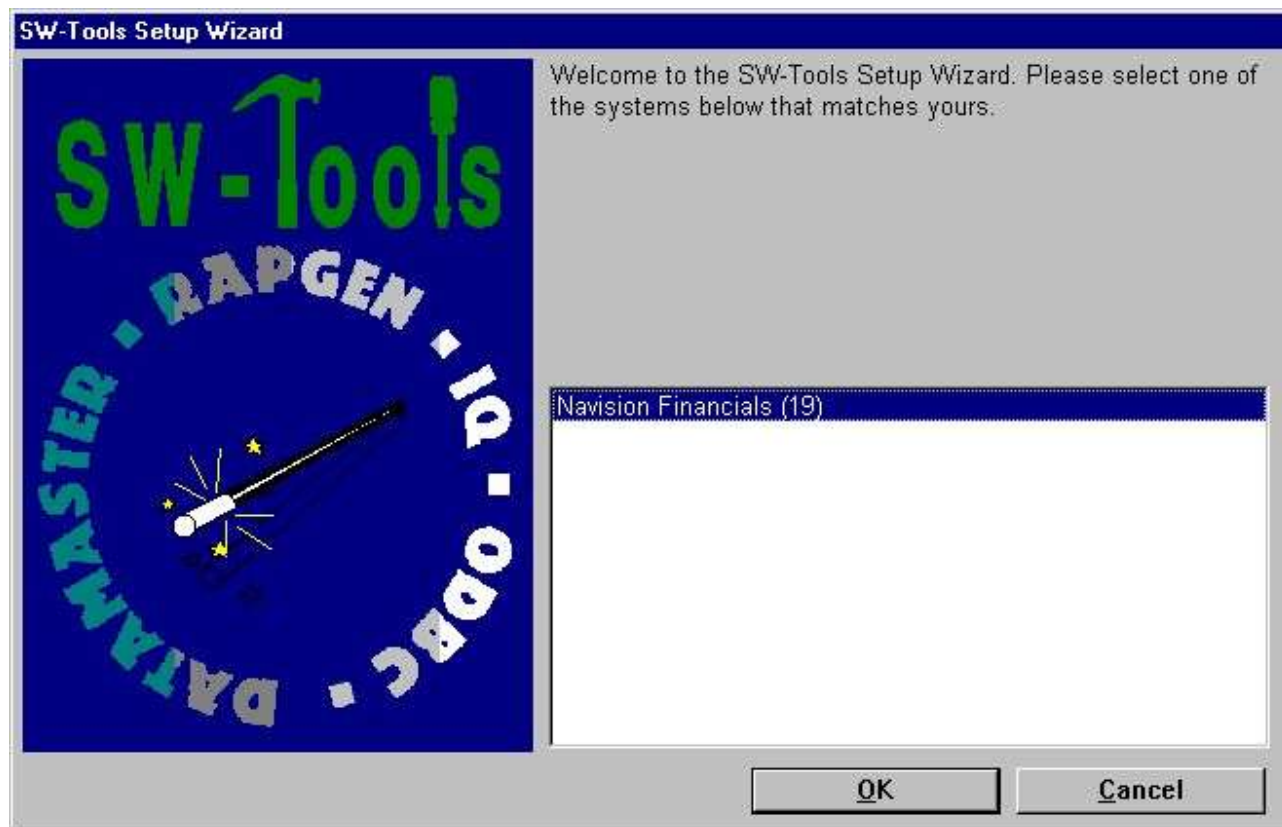 SW-Tools Setup Wizard
SW-Tools
RAPGEN · IQ · ODBC · DATAMASTER ·
Welcome to the SW-Tools Setup Wizard. Please select one of
the systems below that matches yours.
Navision Financials (19)
OK
Cancel